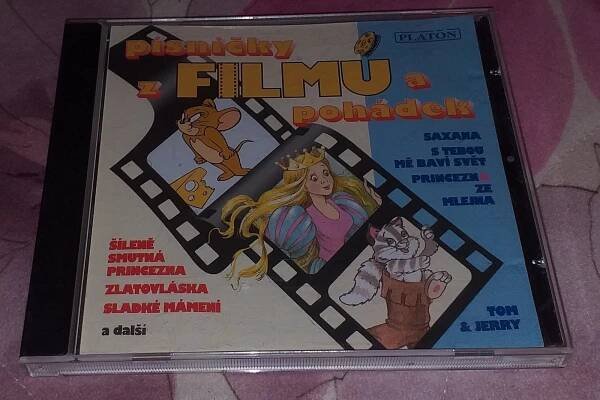 písničky
z FILMŮ a
pohádek
PLATÓN
SAXANA
S TEBOU
MĚ BAVÍ SVĚT
PRINCEZNA
ZE
MLEJNA
ŠÍLENĚ
SMUTNÁ
PRINCEZNA
ZLATOVLÁSKA
SLADKÉ MÁMENÍ
a další
TOM
& JERRY